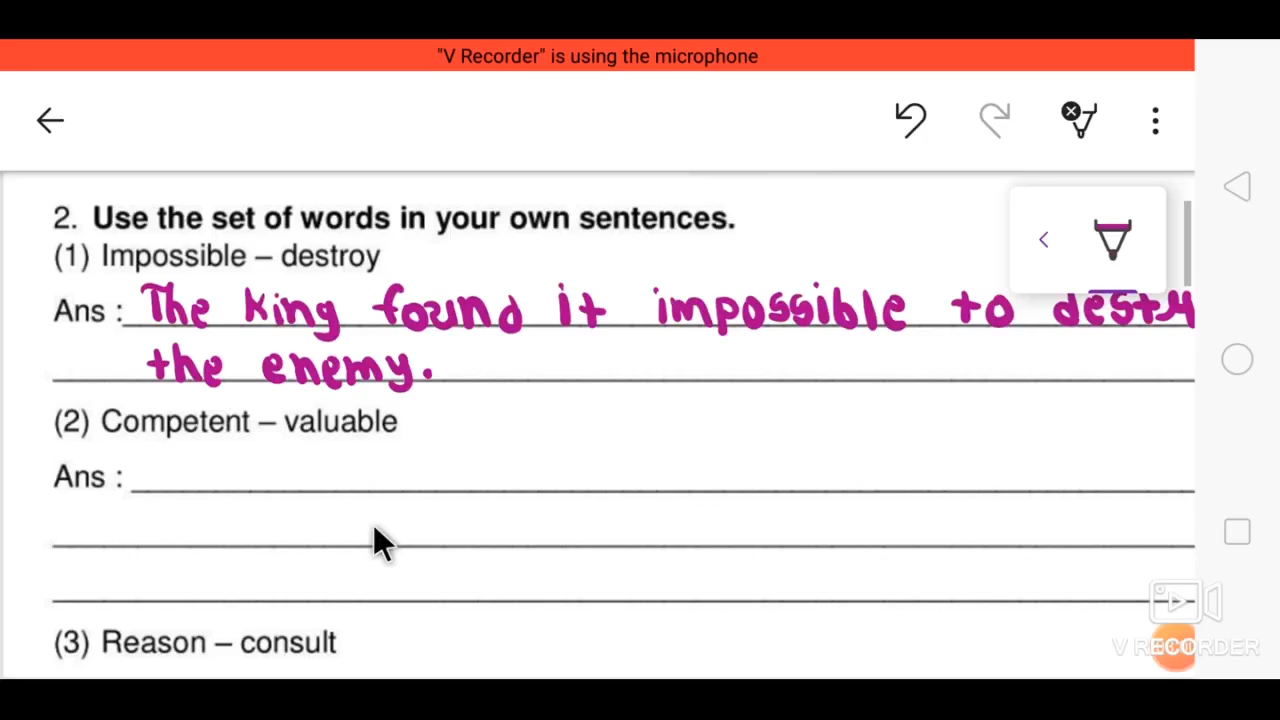 "V Recorder" is using the microphone
2. Use the set of words in your own sentences.
(1) Impossible – destroy
Ans : The King found it impossible to
the enemy.
(2) Competent – valuable
Ans :
(3) Reason – consult
V RECORDER